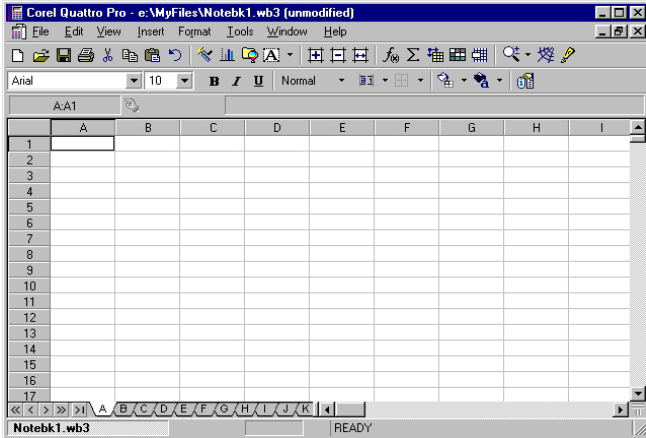 Corel Quattro Pro - e:\MyFiles\Notebk1.wb3 (unmodified)
File Edit View Insert Format Tools Window Help
Arial 10 B I U Normal
A:A1
A B C D E F G H I
1
2
3
4
5
6
7
8
9
10
11
12
13
14
15
16
17
A B C D E F G H I J K
Notebk1.wb3 READY